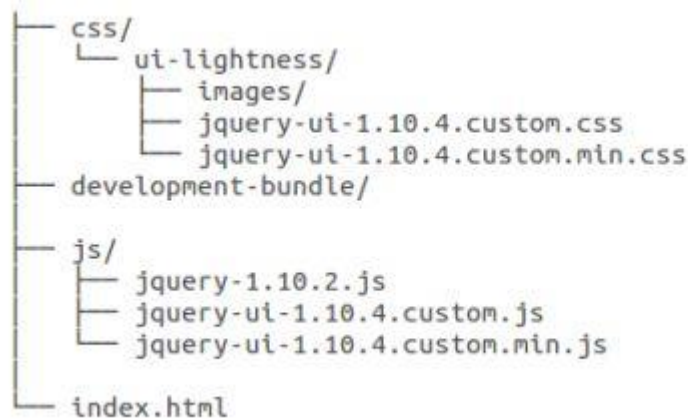 css/
ui-lightness/
images/
jquery-ui-1.10.4.custom.css
jquery-ui-1.10.4.custom.min.css
development-bundle/
js/
jquery-1.10.2.js
jquery-ui-1.10.4.custom.js
jquery-ui-1.10.4.custom.min.js
index.html